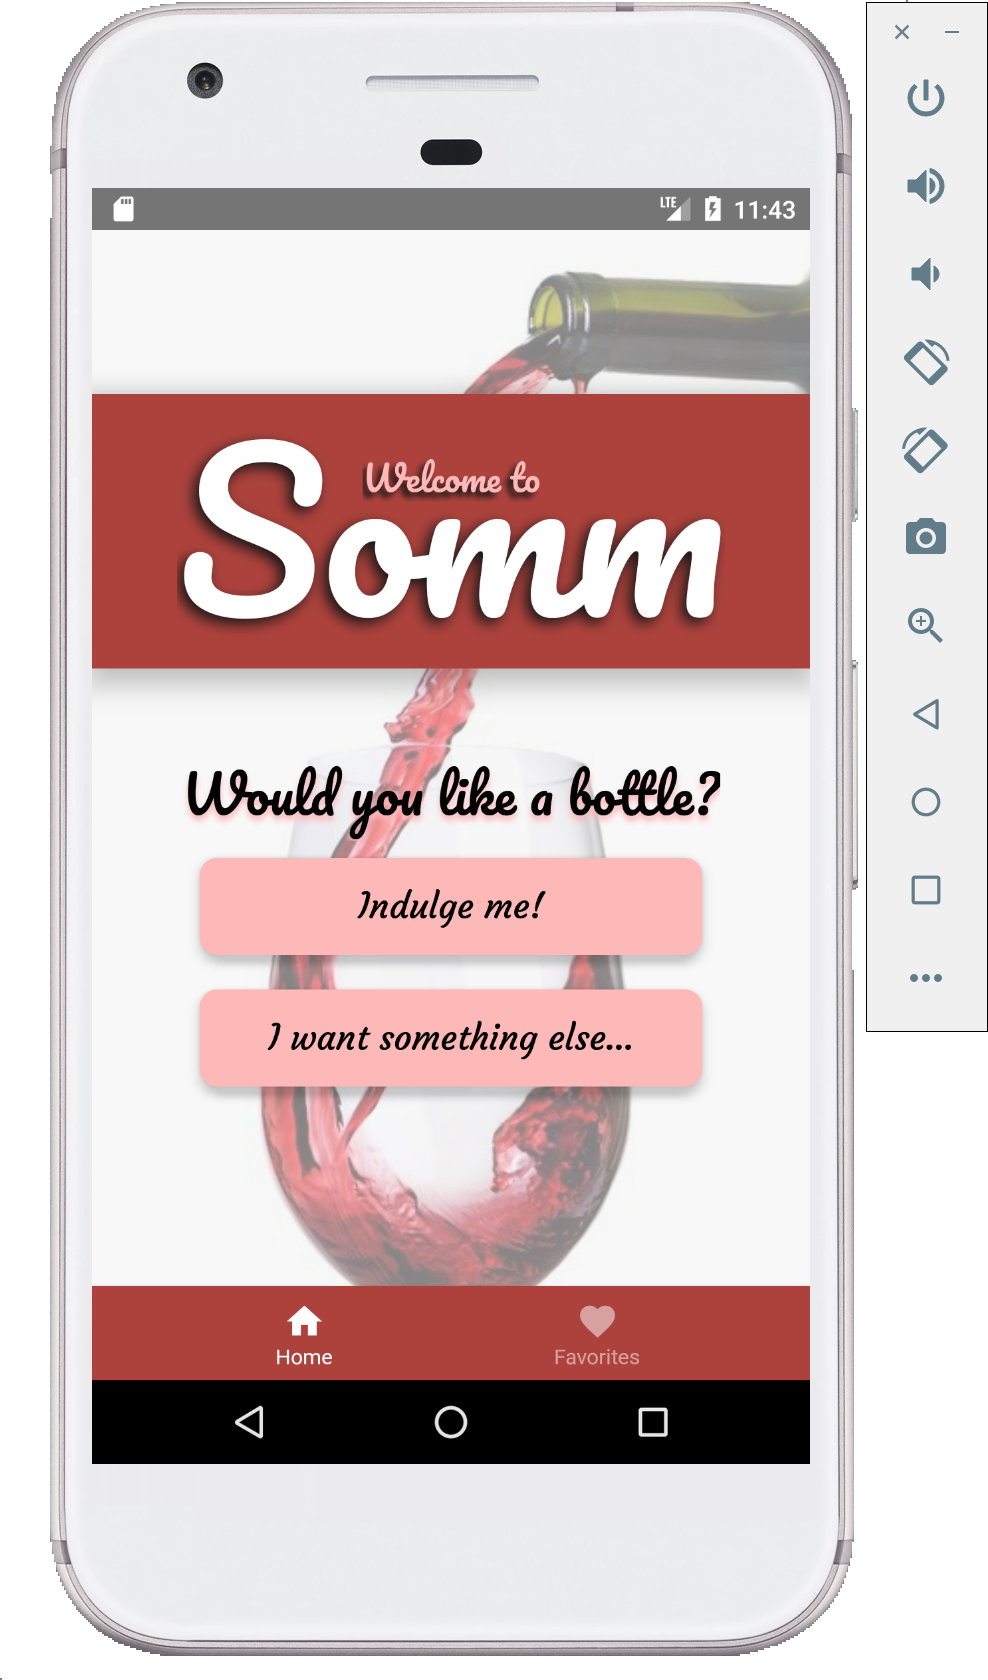 LTE 11:43
Welcome to
Somm
Would you like a bottle?
Indulge me!
I want something else...
Home Favorites